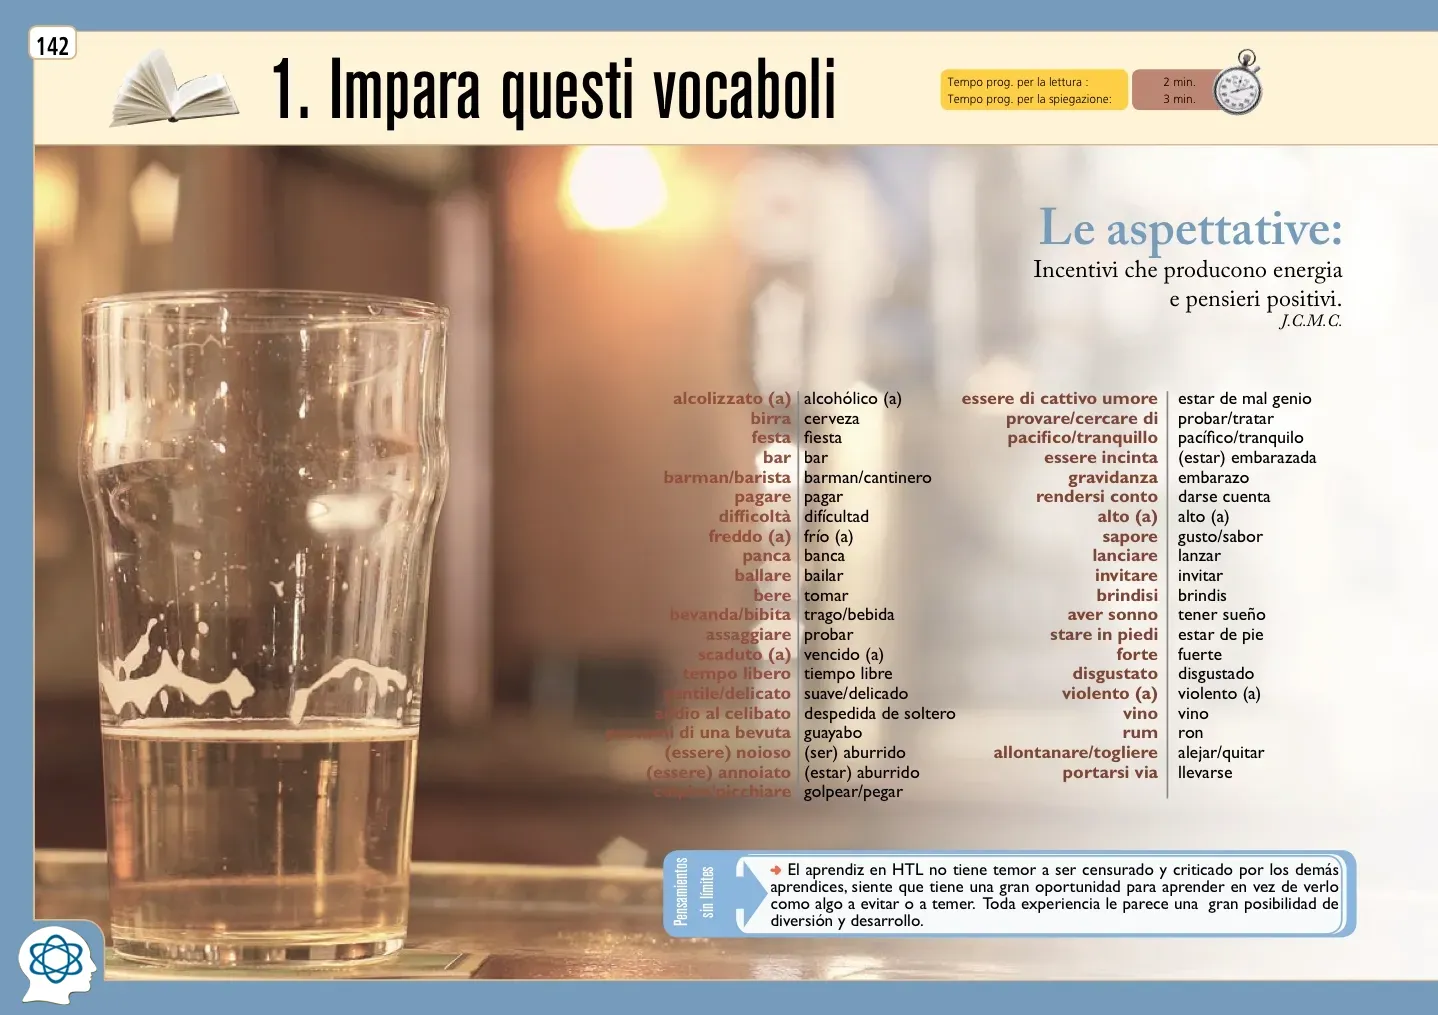 142
1. Impara questi vocaboli
Tempo prog. per la lettura : 2 min.
Tempo prog. per la spiegazione: 3 min.
Le aspettative:
Incentivi che producono energia
e pensieri positivi.
J.C.M.C.
alcolizzato (a) alcohólico (a)
birra cerveza
festa fiesta
bar bar
barman/barista barman/cantinero
pagare pagar
difficoltà difícultad
freddo (a) frío (a)
panca banca
ballare bailar
bere tomar
bevanda/bibita trago/bebida
assaggiare probar
scaduto (a) vencido (a)
tempo libero tiempo libre
gentile/delicato suave/delicado
addio al celibato despedida de soltero
di una bevuta guayabo
(essere) noioso (ser) aburrido
(essere) annoiato (estar) aburrido
colpire/picchiare golpear/pegar
essere di cattivo umore estar de mal genio
provare/cercare di probar/tratar
pacifico/tranquillo pacífico/tranquilo
essere incinta (estar) embarazada
gravidanza embarazo
rendersi conto darse cuenta
alto (a) alto (a)
sapore gusto/sabor
lanciare lanzar
invitare invitar
brindisi brindis
aver sonno tener sueño
stare in piedi estar de pie
forte fuerte
disgustato disgustado
violento (a) violento (a)
vino vino
rum ron
allontanare/togliere alejar/quitar
portarsi via llevarse
Pensamientos
sin límites
El aprendiz en HTL no tiene temor a ser censurado y criticado por los demás
aprendices, siente que tiene una gran oportunidad para aprender en vez de verlo
como algo a evitar o a temer. Toda experiencia le parece una gran posibilidad de
diversión y desarrollo.